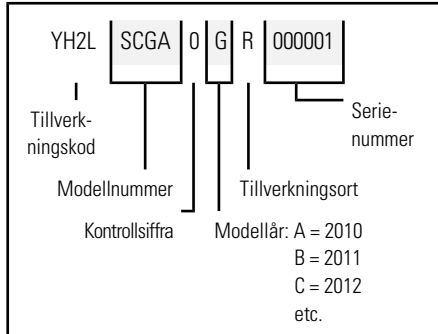 YH2L SCGA 0 G R 000001
Tillverk-
ningskod
Serie-
nummer
Modellnummer
Tillverkningsort
Kontrollsiffra
Modellår: A = 2010
B = 2011
C = 2012
etc.